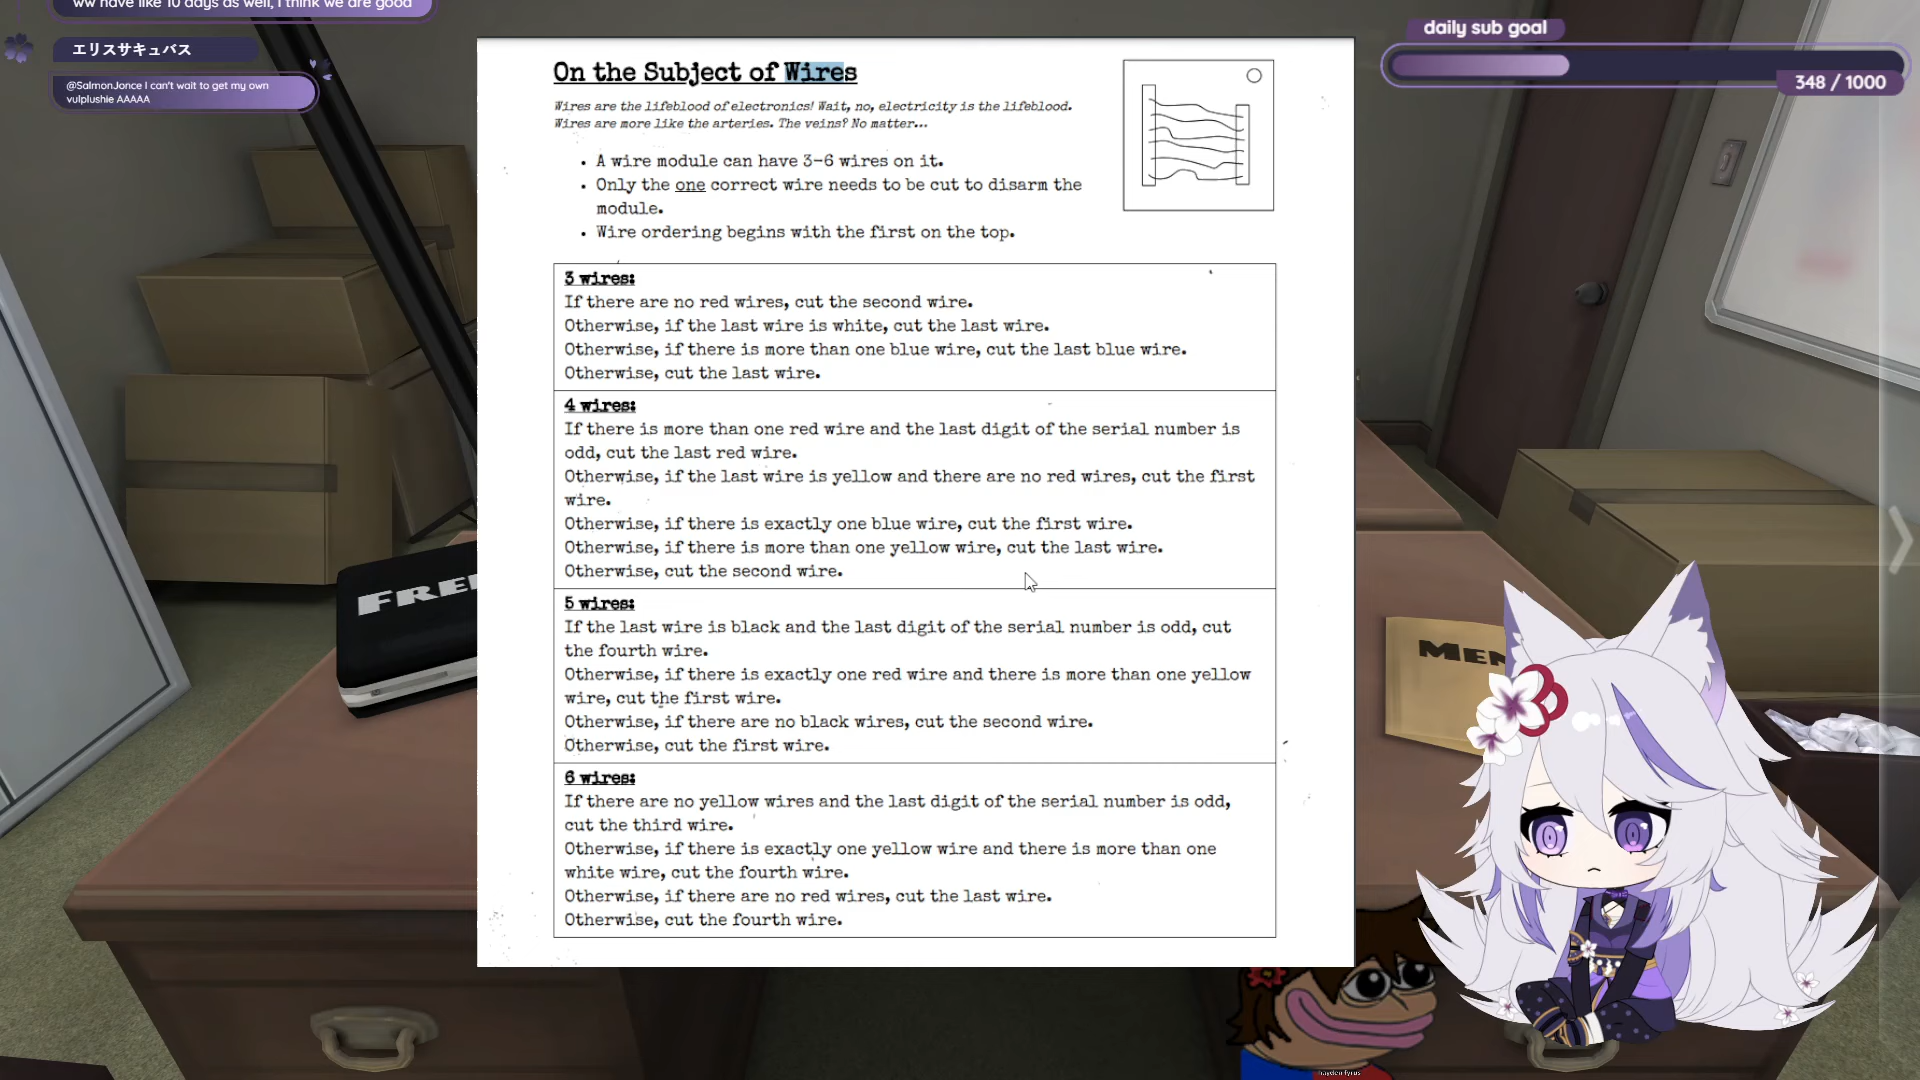 ww have like 10 days as well, I think we are good
エリスサキュバス
@SalmonJonce I can't wait to get my own
vulplushie AAAAA
daily sub goal
348 / 1000
On the Subject of Wires
Wires are the lifeblood of electronics! Wait, no, electricity is the lifeblood.
Wires are more like the arteries. The veins? No matter...
• A wire module can have 3-6 wires on it.
• Only the one correct wire needs to be cut to disarm the
module.
• Wire ordering begins with the first on the top.
3 wires:
If there are no red wires, cut the second wire.
Otherwise, if the last wire is white, cut the last wire.
Otherwise, if there is more than one blue wire, cut the last blue wire.
Otherwise, cut the last wire.
4 wires:
If there is more than one red wire and the last digit of the serial number is
odd, cut the last red wire.
Otherwise, if the last wire is yellow and there are no red wires, cut the first
wire.
Otherwise, if there is exactly one blue wire, cut the first wire.
Otherwise, if there is more than one yellow wire, cut the last wire.
Otherwise, cut the second wire.
5 wires:
If the last wire is black and the last digit of the serial number is odd, cut
the fourth wire.
Otherwise, if there is exactly one red wire and there is more than one yellow
wire, cut the first wire.
Otherwise, if there are no black wires, cut the second wire.
Otherwise, cut the first wire.
6 wires:
If there are no yellow wires and the last digit of the serial number is odd,
cut the third wire.
Otherwise, if there is exactly one yellow wire and there is more than one
white wire, cut the fourth wire.
Otherwise, if there are no red wires, cut the last wire.
Otherwise, cut the fourth wire.
FREE
MEN